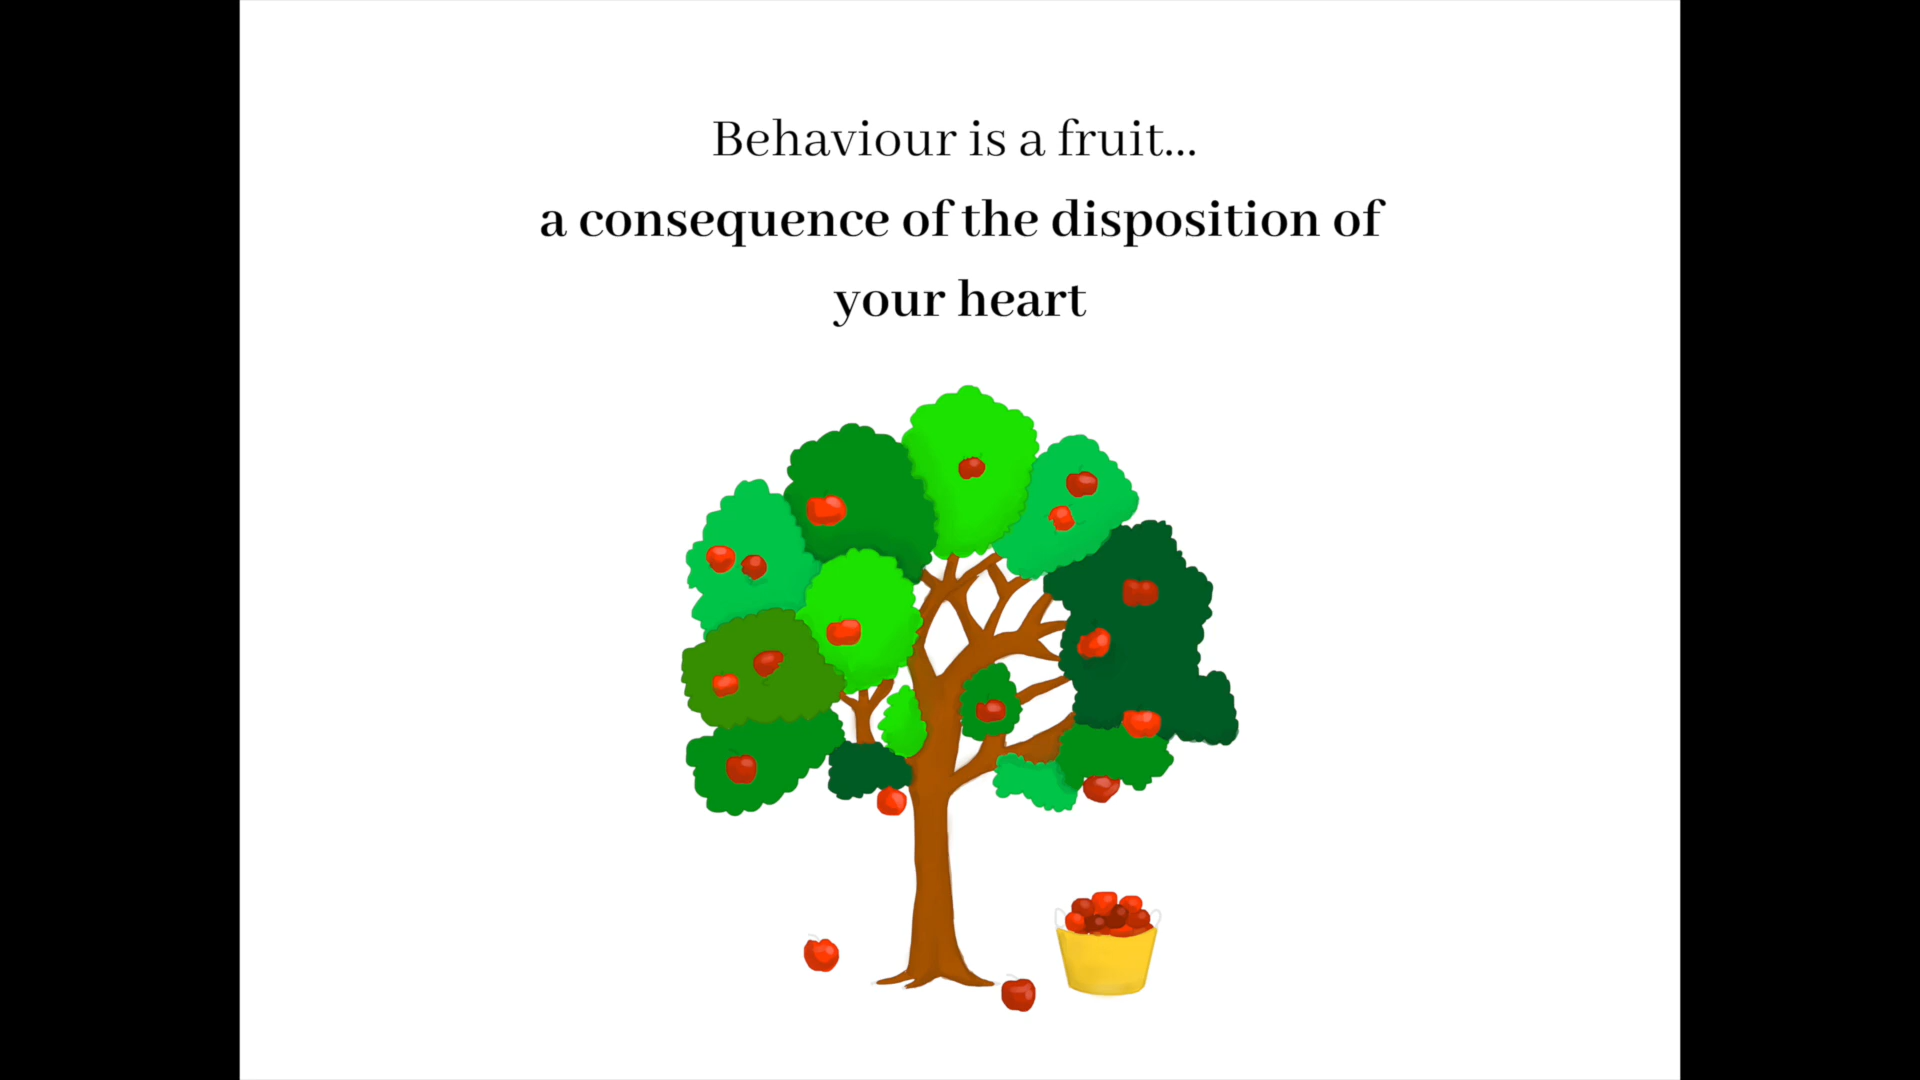 Behaviour is a fruit...
a consequence of the disposition of
your heart